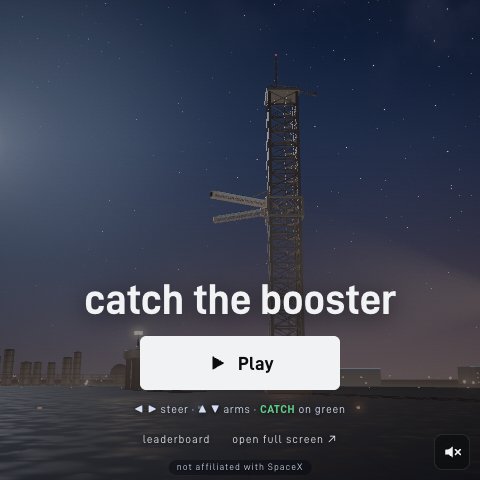 catch the booster
▶ Play
◀ ▶ steer · ▲ ▼ arms · CATCH on green
leaderboard open full screen ↗
not affiliated with SpaceX